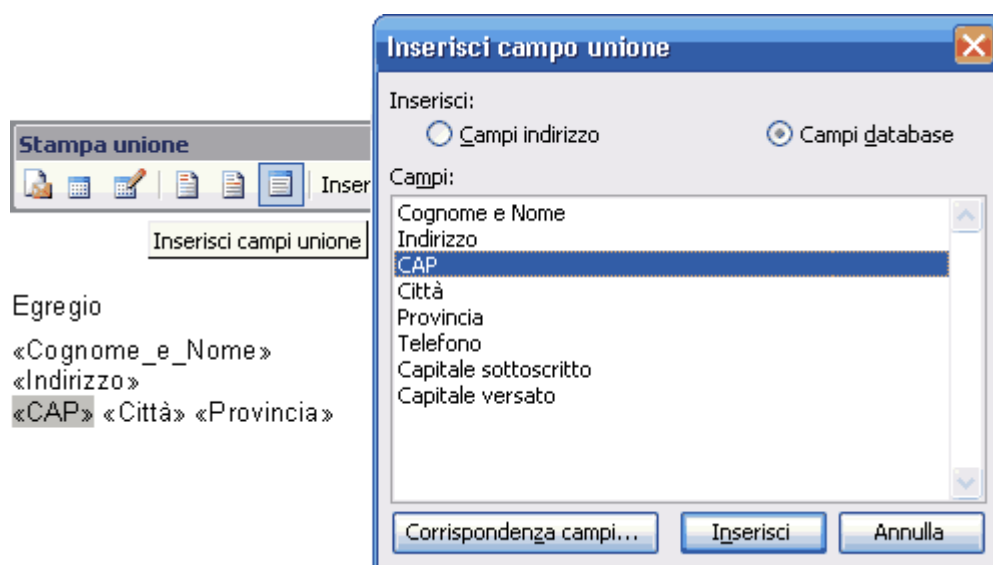 Stampa unione
Inser
Inserisci campi unione
Egregio
«Cognome_e_Nome»
«Indirizzo»
«CAP» «Città» «Provincia»
Inserisci campo unione
Inserisci:
Campi indirizzo Campi database
Campi:
Cognome e Nome
Indirizzo
CAP
Città
Provincia
Telefono
Capitale sottoscritto
Capitale versato
Corrispondenza campi... Inserisci Annulla